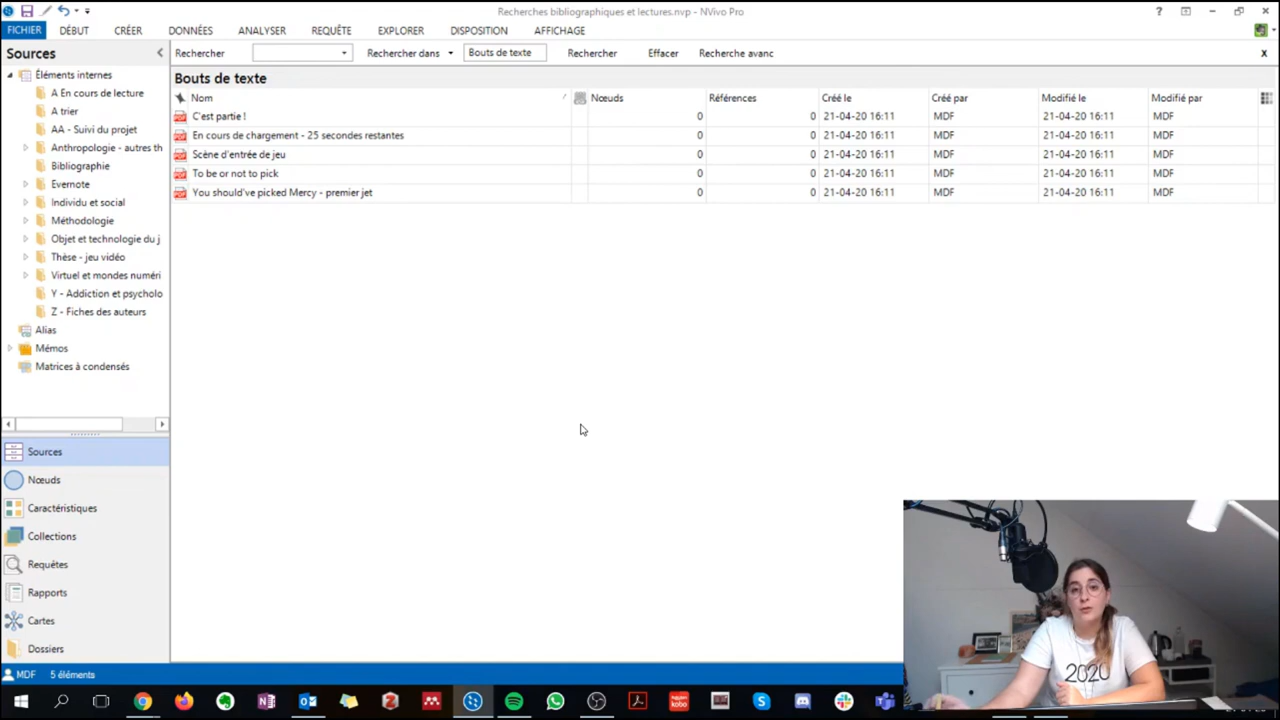 Recherches bibliographiques et lectures.nvp - NVivo Pro
FICHIER DÉBUT CRÉER DONNÉES ANALYSER REQUÊTE EXPLORER DISPOSITION AFFICHAGE
Sources
Rechercher Rechercher dans Bouts de texte Rechercher Effacer Recherche avanc x
Éléments internes
A En cours de lecture
A trier
AA - Suivi du projet
Anthropologie - autres th
Bibliographie
Evernote
Individu et social
Méthodologie
Objet et technologie du j
Thèse - jeu vidéo
Virtuel et mondes numéri
Y - Addiction et psycholo
Z - Fiches des auteurs
Alias
Mémos
Matrices à condensés
Bouts de texte
Nom Nœuds Références Créé le Créé par Modifié le Modifié par
C'est partie ! 0 0 21-04-20 16:11 MDF 21-04-20 16:11 MDF
En cours de chargement - 25 secondes restantes 0 0 21-04-20 16:11 MDF 21-04-20 16:11 MDF
Scène d'entrée de jeu 0 0 21-04-20 16:11 MDF 21-04-20 16:11 MDF
To be or not to pick 0 0 21-04-20 16:11 MDF 21-04-20 16:11 MDF
You should've picked Mercy - premier jet 0 0 21-04-20 16:11 MDF 21-04-20 16:11 MDF
Sources
Nœuds
Caractéristiques
Collections
Requêtes
Rapports
Cartes
Dossiers
MDF 5 éléments
2020
rakuten
kobo